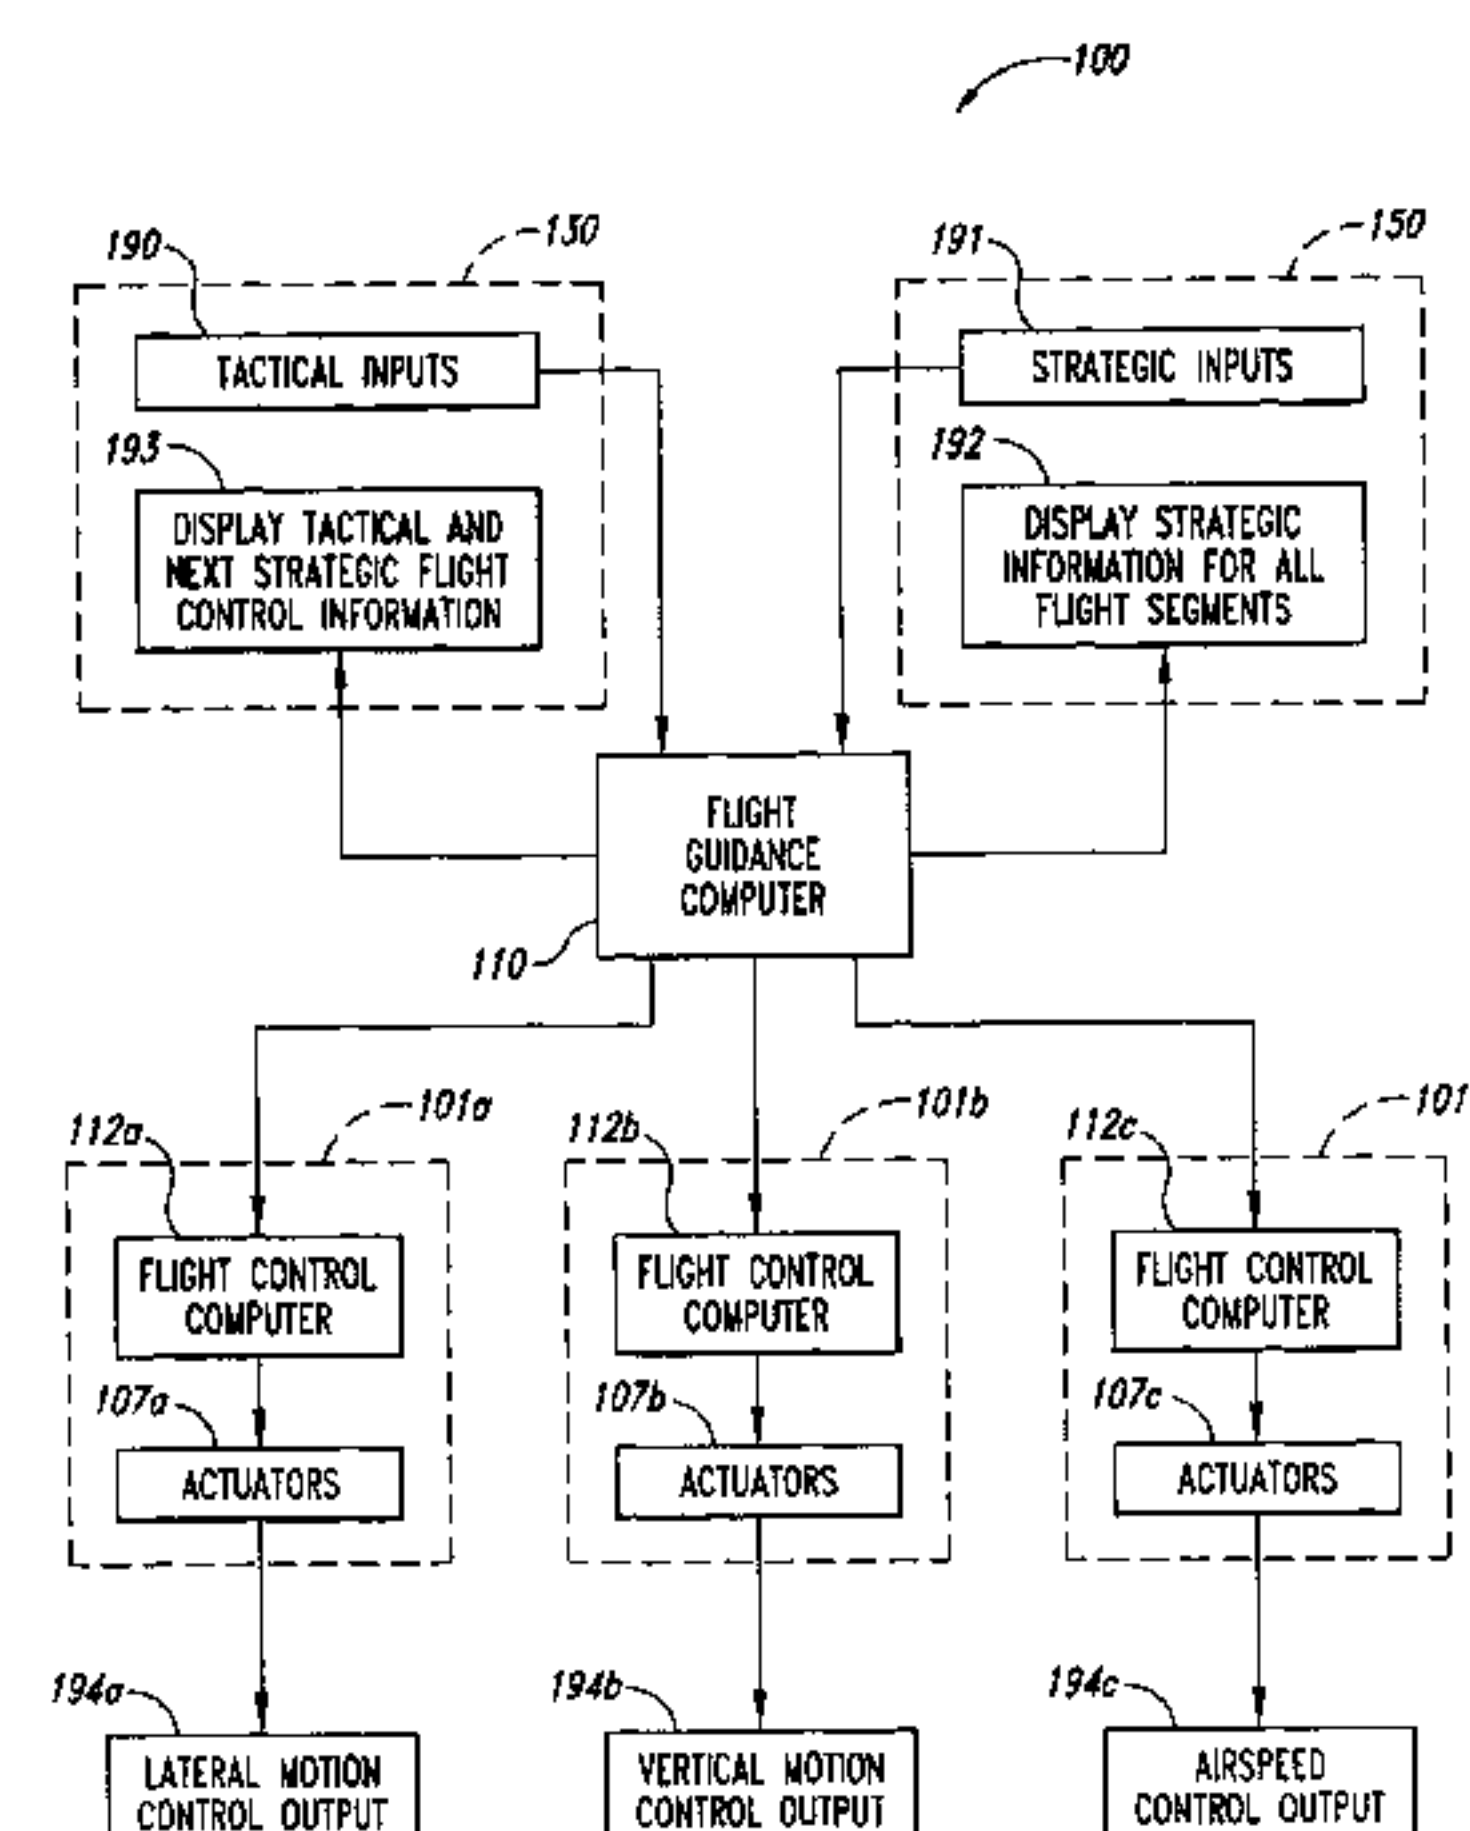 100
190
130
191
150
TACTICAL INPUTS
STRATEGIC INPUTS
193
192
DISPLAY TACTICAL AND
NEXT STRATEGIC FLIGHT
CONTROL INFORMATION
DISPLAY STRATEGIC
INFORMATION FOR ALL
FLIGHT SEGMENTS
FLIGHT
GUIDANCE
COMPUTER
110
112a
101a
112b
101b
112c
101
FLIGHT CONTROL
COMPUTER
FLIGHT CONTROL
COMPUTER
FLIGHT CONTROL
COMPUTER
107a
107b
107c
ACTUATORS
ACTUATORS
ACTUATORS
194a
194b
194c
LATERAL MOTION
CONTROL OUTPUT
VERTICAL MOTION
CONTROL OUTPUT
AIRSPEED
CONTROL OUTPUT